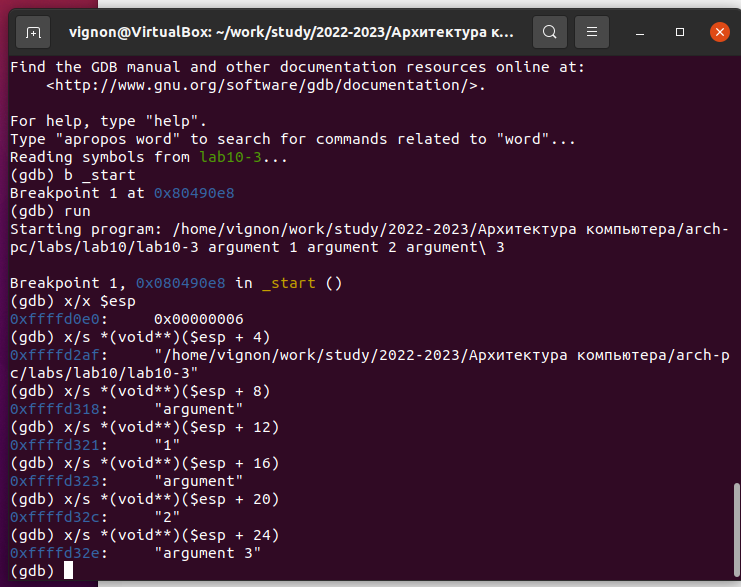 vignon@VirtualBox: ~/work/study/2022-2023/Архитектура к...
Find the GDB manual and other documentation resources online at:
    <http://www.gnu.org/software/gdb/documentation/>.

For help, type "help".
Type "apropos word" to search for commands related to "word"...
Reading symbols from lab10-3...
(gdb) b _start
Breakpoint 1 at 0x80490e8
(gdb) run
Starting program: /home/vignon/work/study/2022-2023/Архитектура компьютера/arch-
pc/labs/lab10/lab10-3 argument 1 argument 2 argument\ 3

Breakpoint 1, 0x080490e8 in _start ()
(gdb) x/x $esp
0xffffd0e0:     0x00000006
(gdb) x/s *(void**)($esp + 4)
0xffffd2af:     "/home/vignon/work/study/2022-2023/Архитектура компьютера/arch-p
c/labs/lab10/lab10-3"
(gdb) x/s *(void**)($esp + 8)
0xffffd318:     "argument"
(gdb) x/s *(void**)($esp + 12)
0xffffd321:     "1"
(gdb) x/s *(void**)($esp + 16)
0xffffd323:     "argument"
(gdb) x/s *(void**)($esp + 20)
0xffffd32c:     "2"
(gdb) x/s *(void**)($esp + 24)
0xffffd32e:     "argument 3"
(gdb)